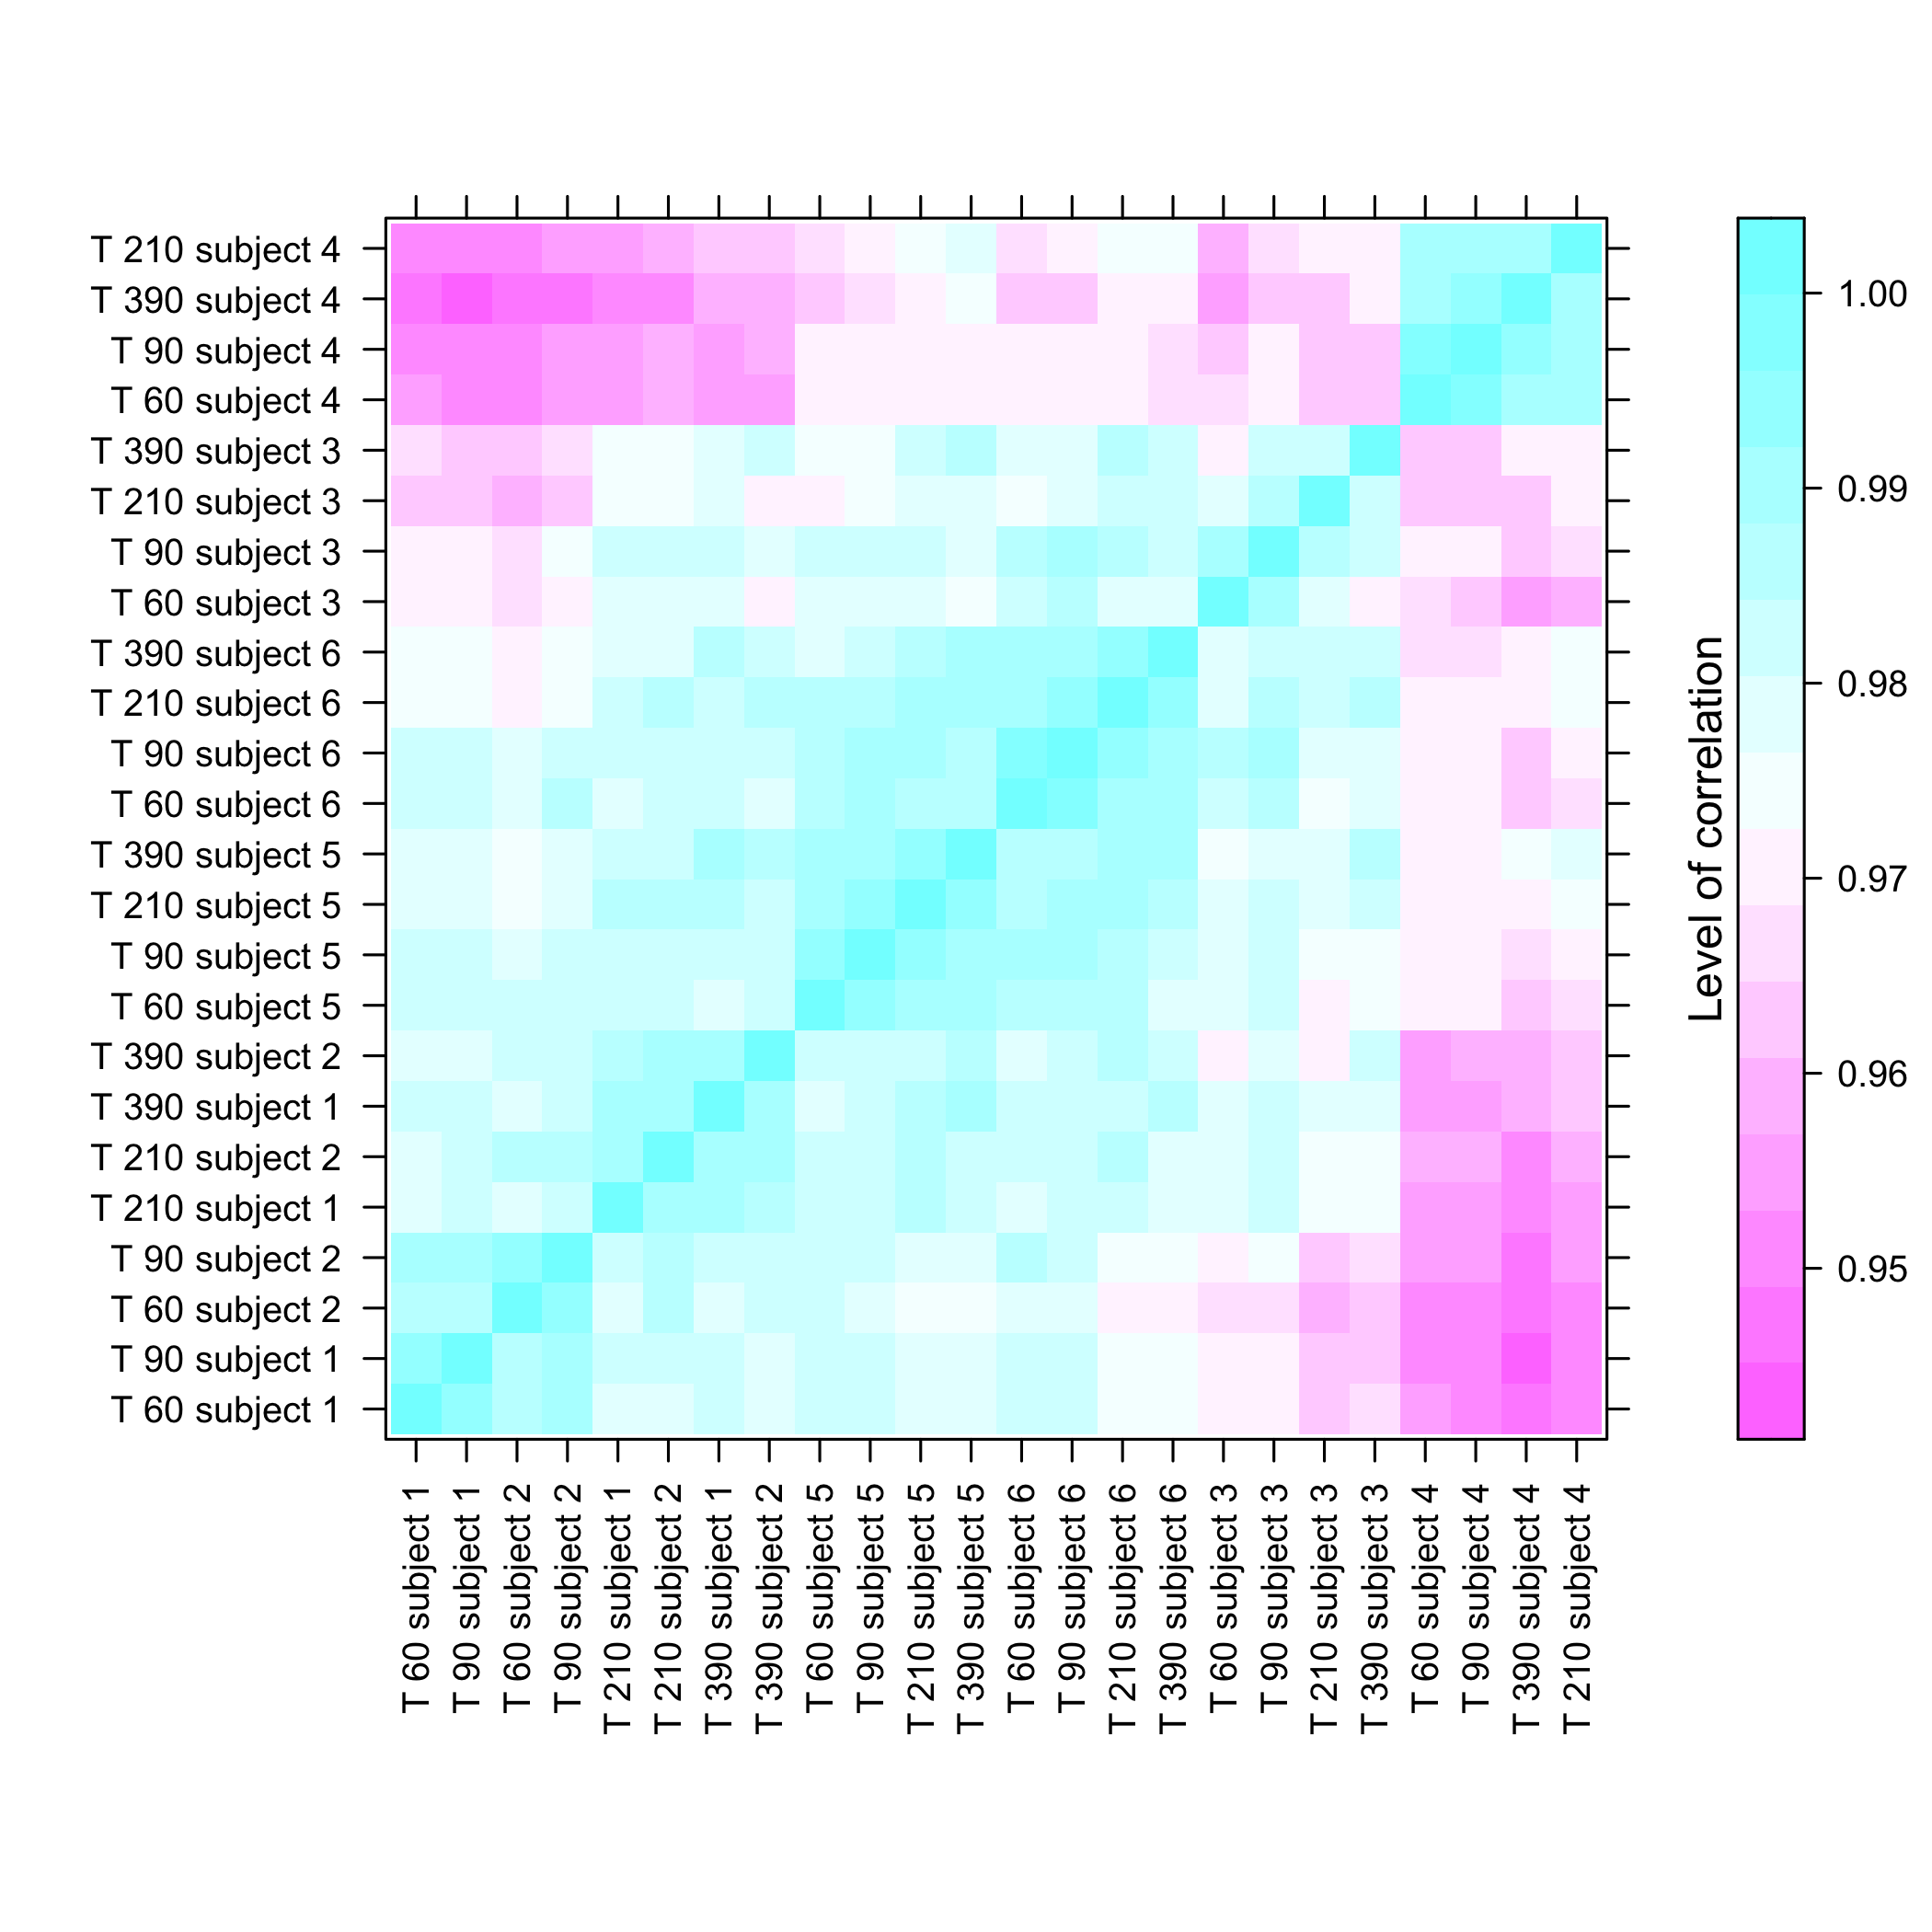 T 210 subject 4
T 390 subject 4
T 90 subject 4
T 60 subject 4
T 390 subject 3
T 210 subject 3
T 90 subject 3
T 60 subject 3
T 390 subject 6
T 210 subject 6
T 90 subject 6
T 60 subject 6
T 390 subject 5
T 210 subject 5
T 90 subject 5
T 60 subject 5
T 390 subject 2
T 390 subject 1
T 210 subject 2
T 210 subject 1
T 90 subject 2
T 60 subject 2
T 90 subject 1
T 60 subject 1
T 60 subject 1
T 90 subject 1
T 60 subject 2
T 90 subject 2
T 210 subject 1
T 210 subject 2
T 390 subject 1
T 390 subject 2
T 60 subject 5
T 90 subject 5
T 210 subject 5
T 390 subject 5
T 60 subject 6
T 90 subject 6
T 210 subject 6
T 390 subject 6
T 60 subject 3
T 90 subject 3
T 210 subject 3
T 390 subject 3
T 60 subject 4
T 90 subject 4
T 390 subject 4
T 210 subject 4
Level of correlation
1.00
0.99
0.98
0.97
0.96
0.95